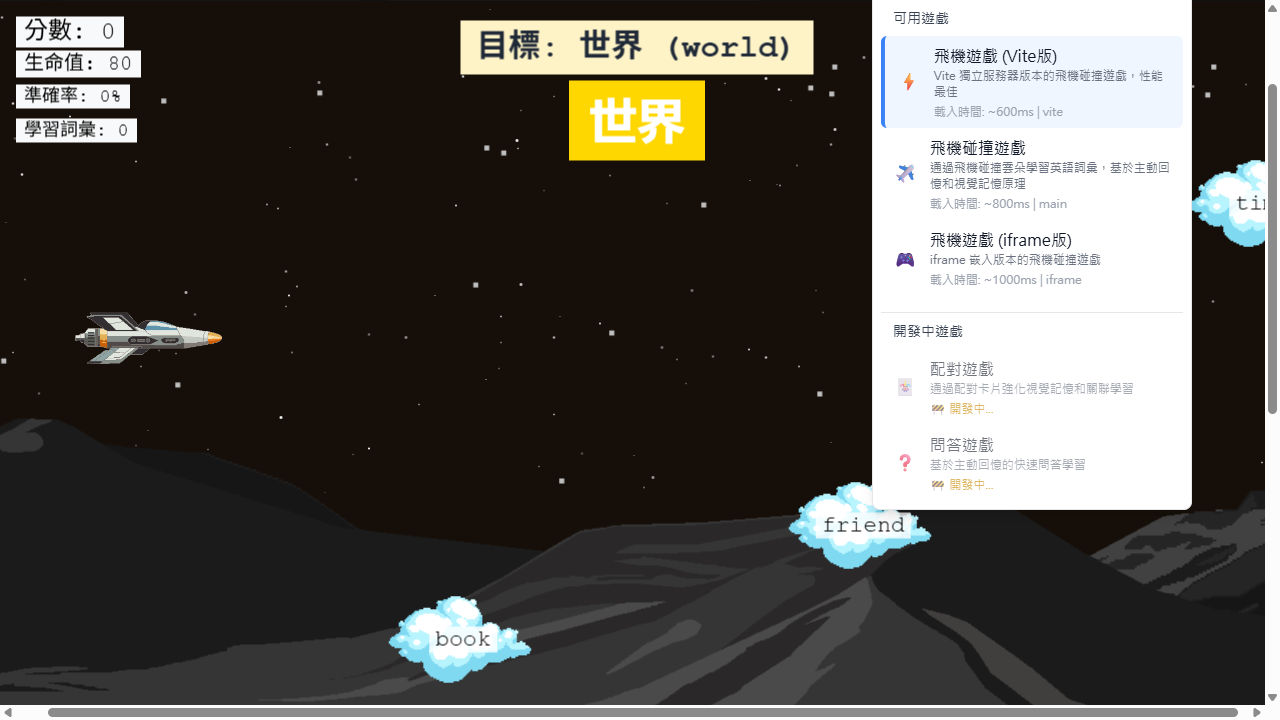 分數: 0
生命值: 80
準確率: 0%
學習詞彙: 0
目標: 世界 (world)
世界
可用遊戲
飛機遊戲 (Vite版)
Vite 獨立服務器版本的飛機碰撞遊戲，性能
最佳
載入時間: ~600ms | vite
飛機碰撞遊戲
通過飛機碰撞雲朵學習英語詞彙，基於主動回
憶和視覺記憶原理
載入時間: ~800ms | main
飛機遊戲 (iframe版)
iframe 嵌入版本的飛機碰撞遊戲
載入時間: ~1000ms | iframe
開發中遊戲
配對遊戲
通過配對卡片強化視覺記憶和關聯學習
開發中...
問答遊戲
基於主動回憶的快速問答學習
開發中...
friend
book